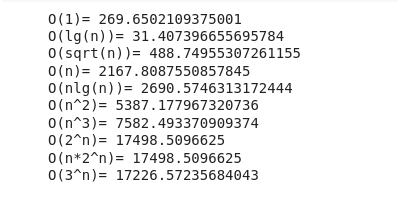 O(1)= 269.6502109375001
O(lg(n))= 31.407396655695784
O(sqrt(n))= 488.74955307261155
O(n)= 2167.8087550857845
O(nlg(n))= 2690.5746313172444
O(n^2)= 5387.177967320736
O(n^3)= 7582.493370909374
O(2^n)= 17498.5096625
O(n*2^n)= 17498.5096625
O(3^n)= 17226.57235684043